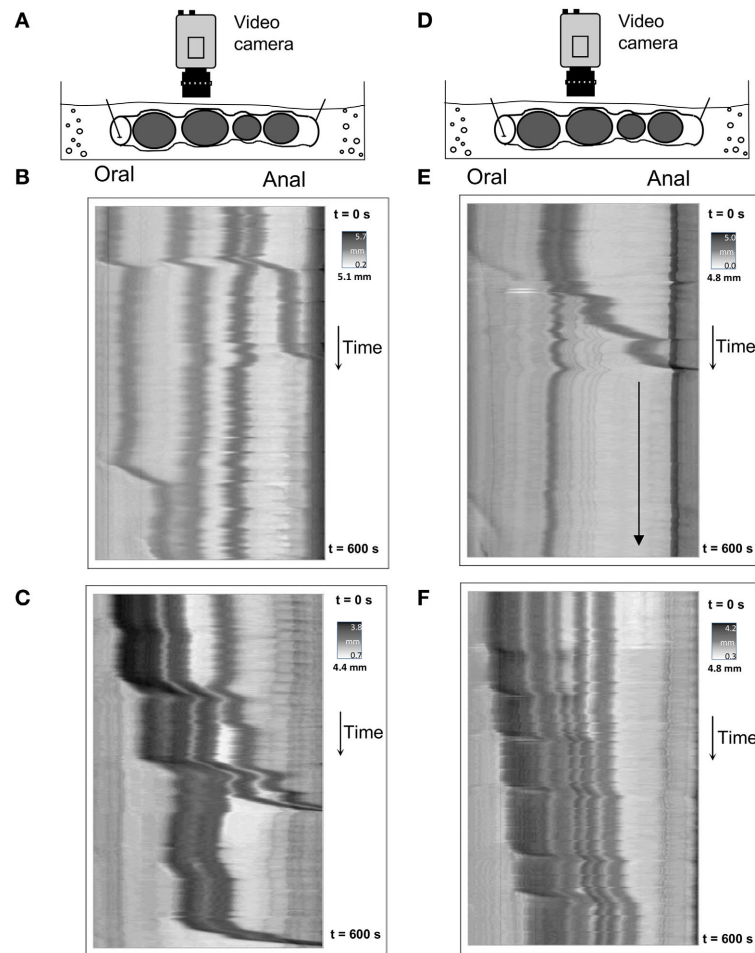 A
Video
camera
D
Video
camera
B
Oral
Anal
t = 0 s
5.7
mm
0.2
5.1 mm
Time
t = 600 s
E
Oral
Anal
t = 0 s
5.0
mm
0.0
4.8 mm
Time
t = 600 s
C
t = 0 s
3.8
mm
0.7
4.4 mm
Time
t = 600 s
F
t = 0 s
4.2
mm
0.3
4.8 mm
Time
t = 600 s